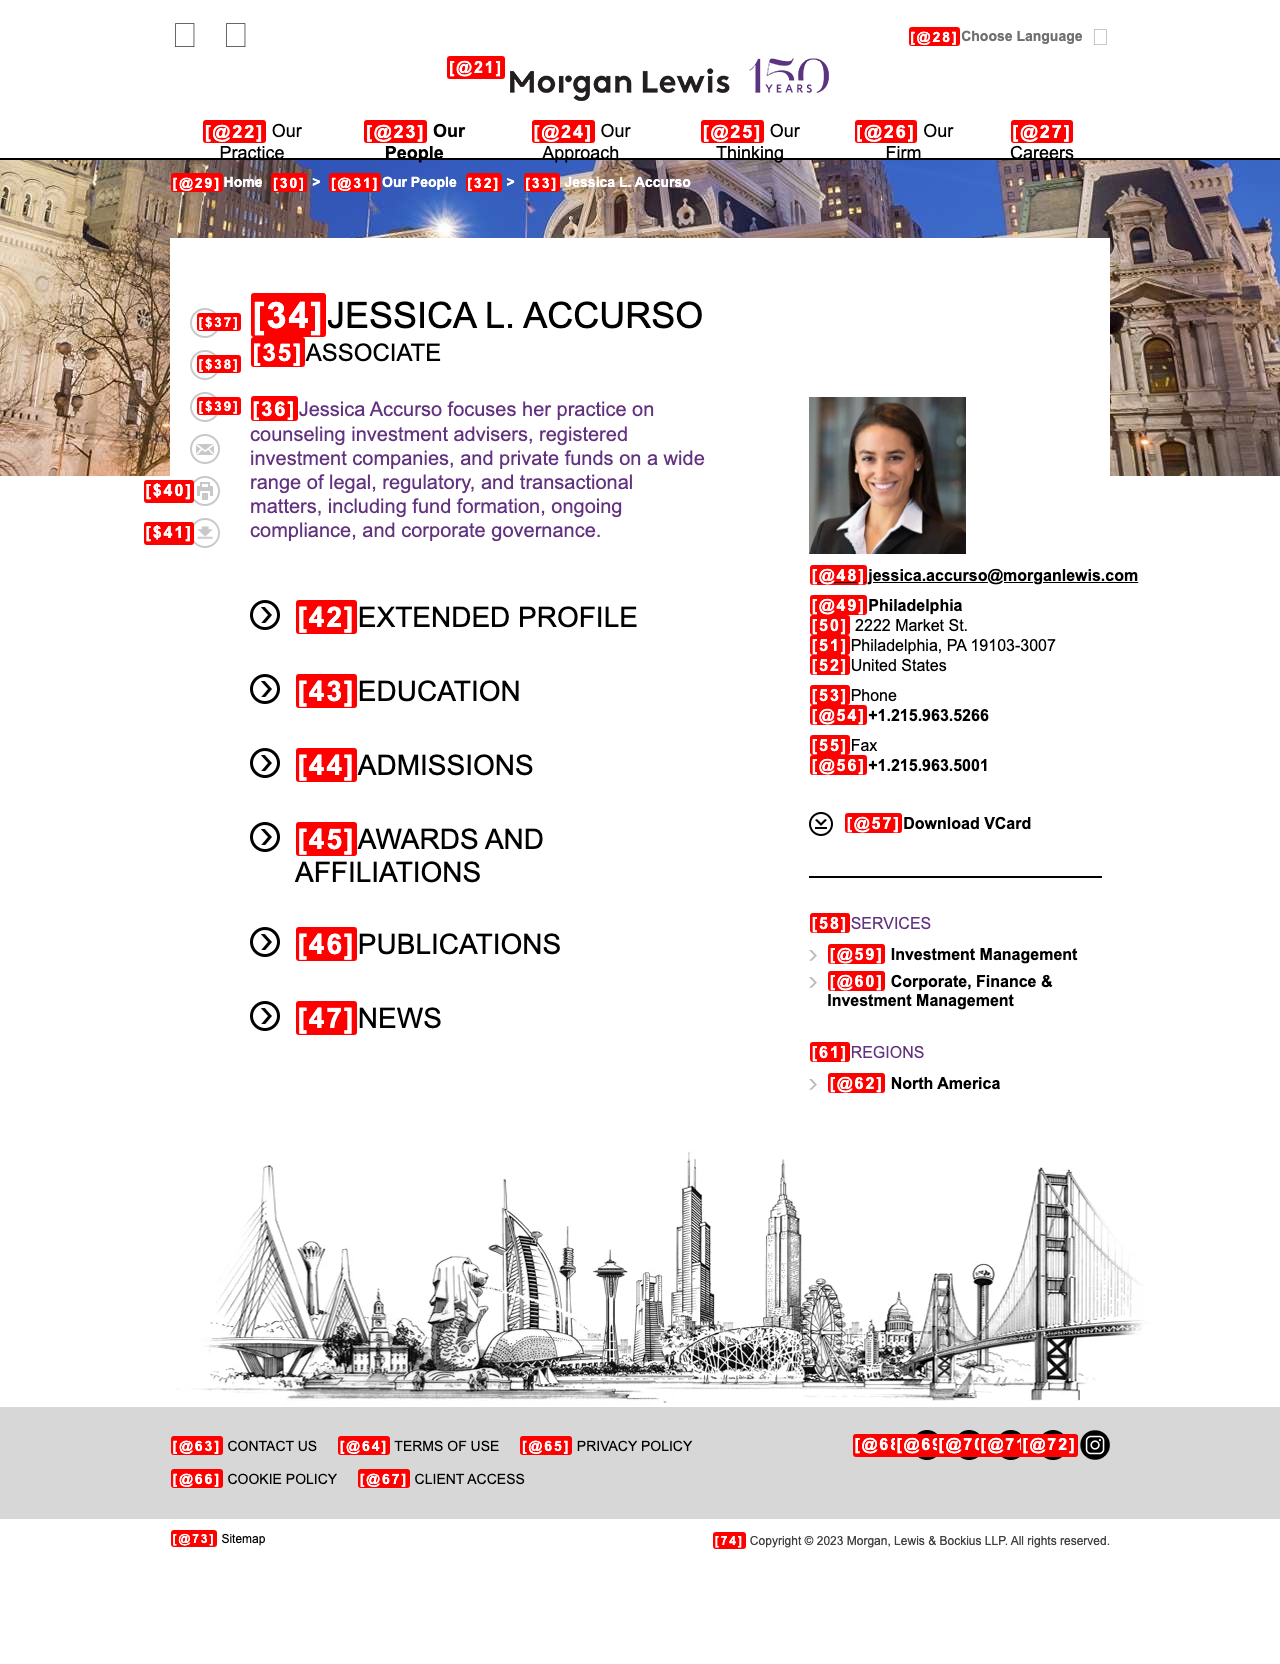 [@28] Choose Language
[@21] Morgan Lewis 150 YEARS
[@22] Our Practice
[@23] Our People
[@24] Our Approach
[@25] Our Thinking
[@26] Our Firm
[@27] Careers
[@29] Home [30] > [@31] Our People [32] > [33] Jessica L. Accurso
[34] JESSICA L. ACCURSO
[35] ASSOCIATE
[$37]
[$38]
[$39]
[$40]
[$41]
[36] Jessica Accurso focuses her practice on
counseling investment advisers, registered
investment companies, and private funds on a wide
range of legal, regulatory, and transactional
matters, including fund formation, ongoing
compliance, and corporate governance.
[42] EXTENDED PROFILE
[43] EDUCATION
[44] ADMISSIONS
[45] AWARDS AND
AFFILIATIONS
[46] PUBLICATIONS
[47] NEWS
[@48] jessica.accurso@morganlewis.com
[@49] Philadelphia
[50] 2222 Market St.
[51] Philadelphia, PA 19103-3007
[52] United States
[53] Phone
[@54] +1.215.963.5266
[55] Fax
[@56] +1.215.963.5001
[@57] Download VCard
[58] SERVICES
[@59] Investment Management
[@60] Corporate, Finance &
Investment Management
[61] REGIONS
[@62] North America
[@63] CONTACT US [@64] TERMS OF USE [@65] PRIVACY POLICY
[@66] COOKIE POLICY [@67] CLIENT ACCESS
[@72]
[@73] Sitemap
[74] Copyright © 2023 Morgan, Lewis & Bockius LLP. All rights reserved.